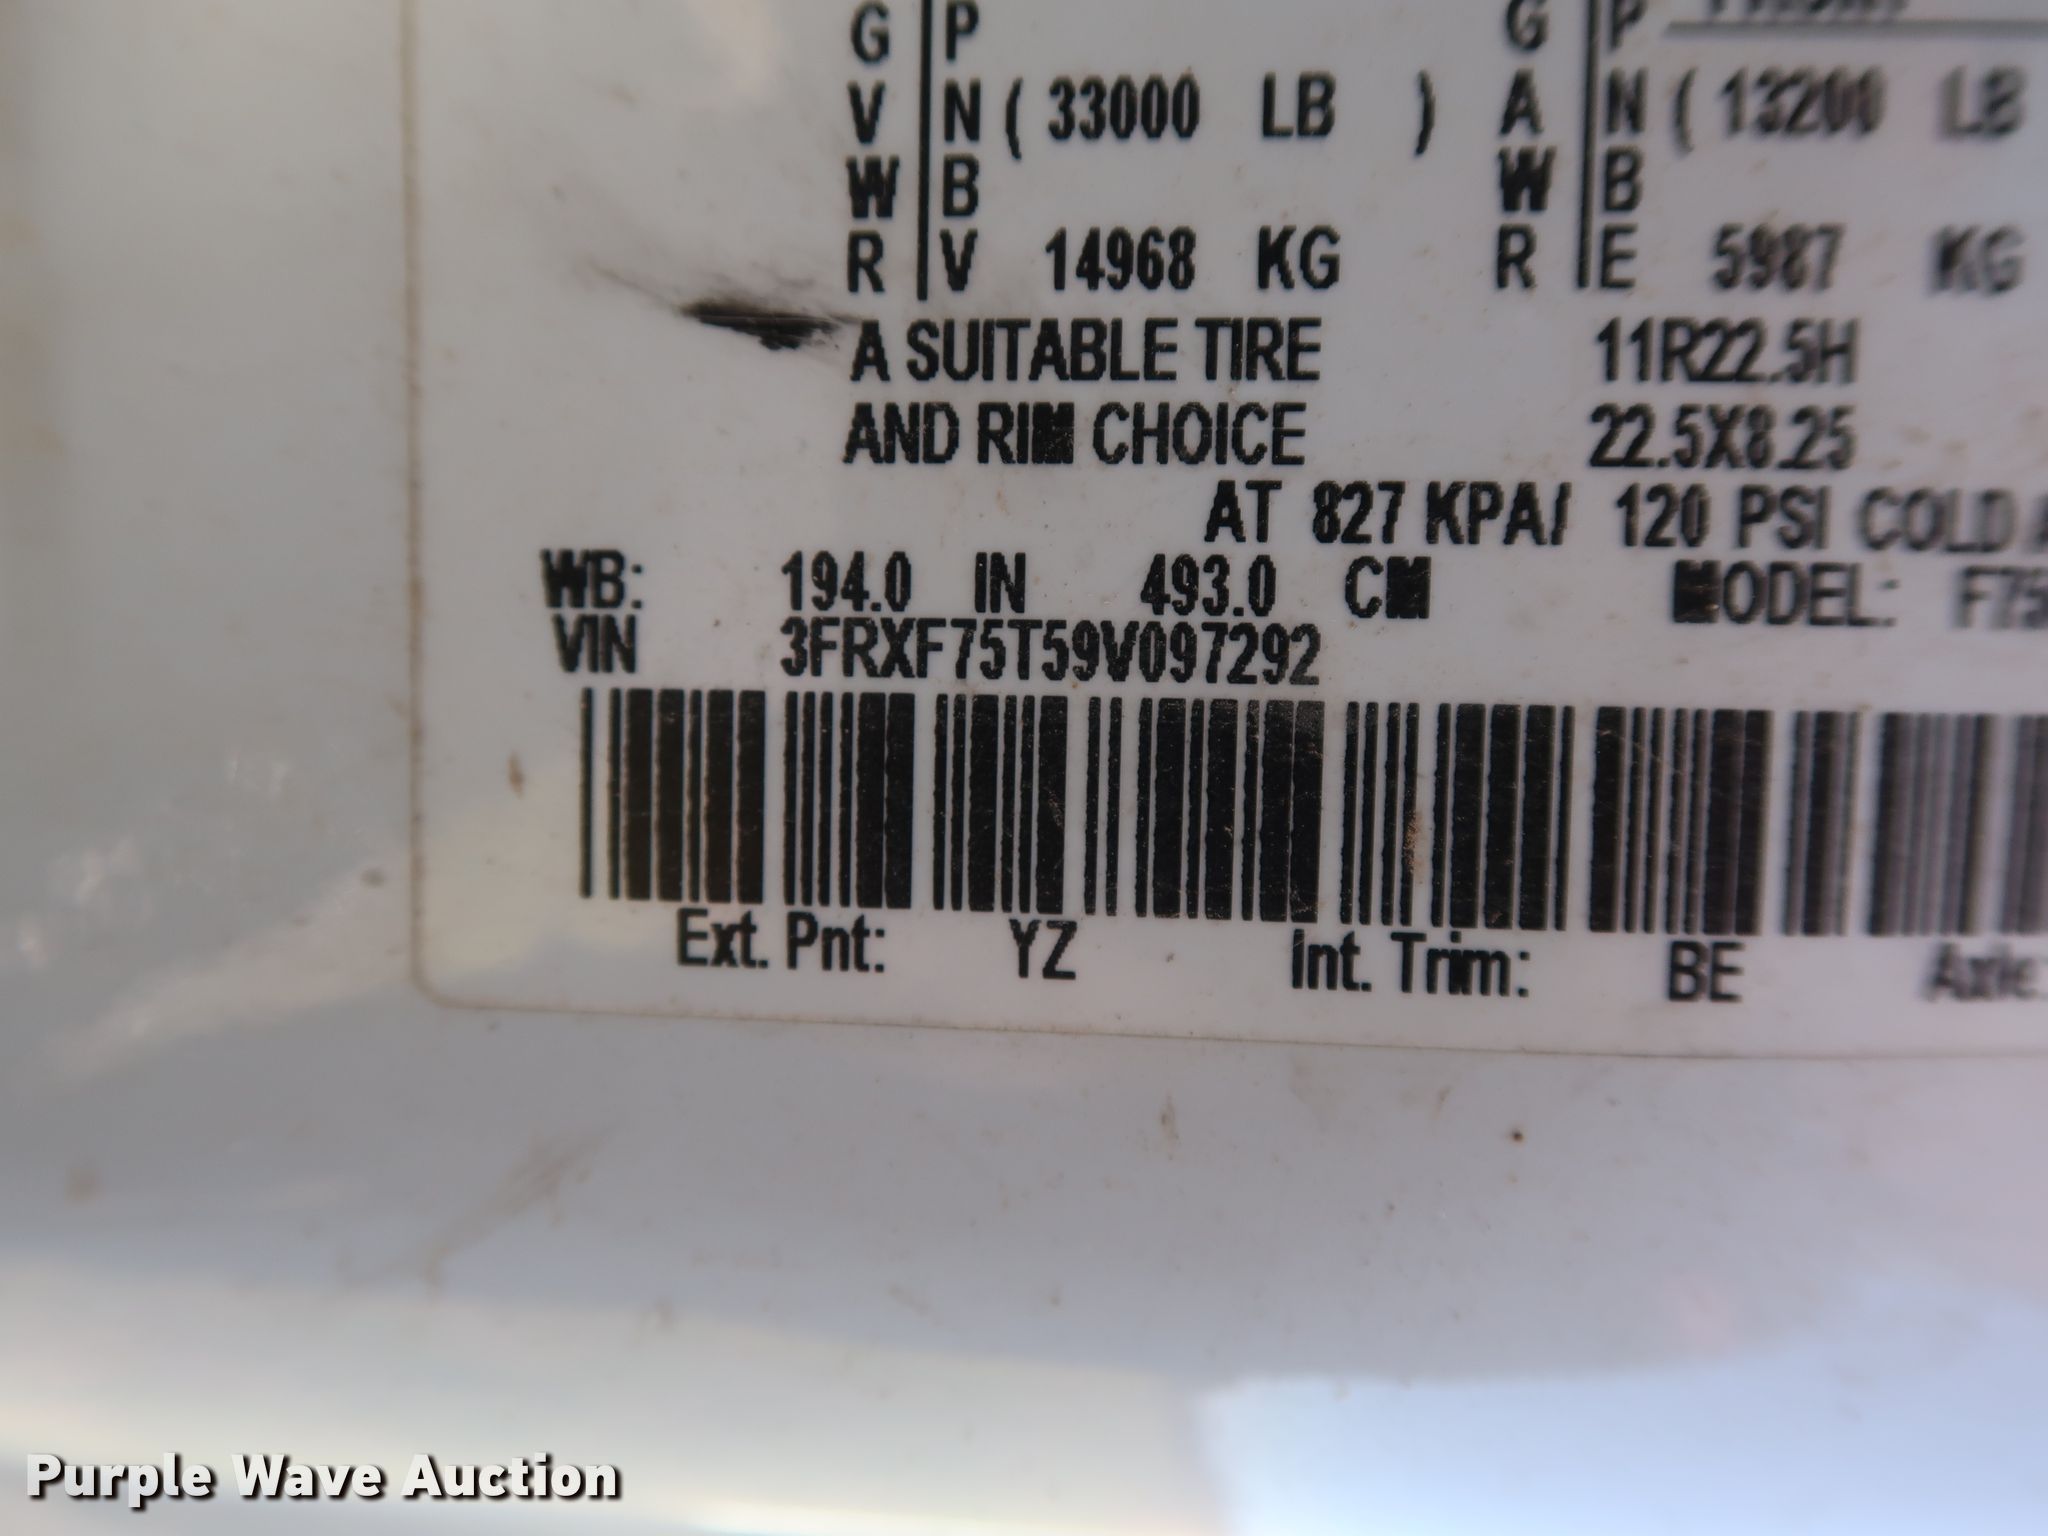 G | P G | P
V | N ( 33000 LB ) A | N ( 13200 LB
W | B W | B
R | V 14968 KG R | E 5987 KG
A SUITABLE TIRE 11R22.5H
AND RIM CHOICE 22.5X8.25
AT 827 KPA/ 120 PSI COLD
WB: 194.0 IN 493.0 CM MODEL: F75
VIN 3FRXF75T59V097292
Ext. Pnt: YZ Int. Trim: BE Axle:
Purple Wave Auction